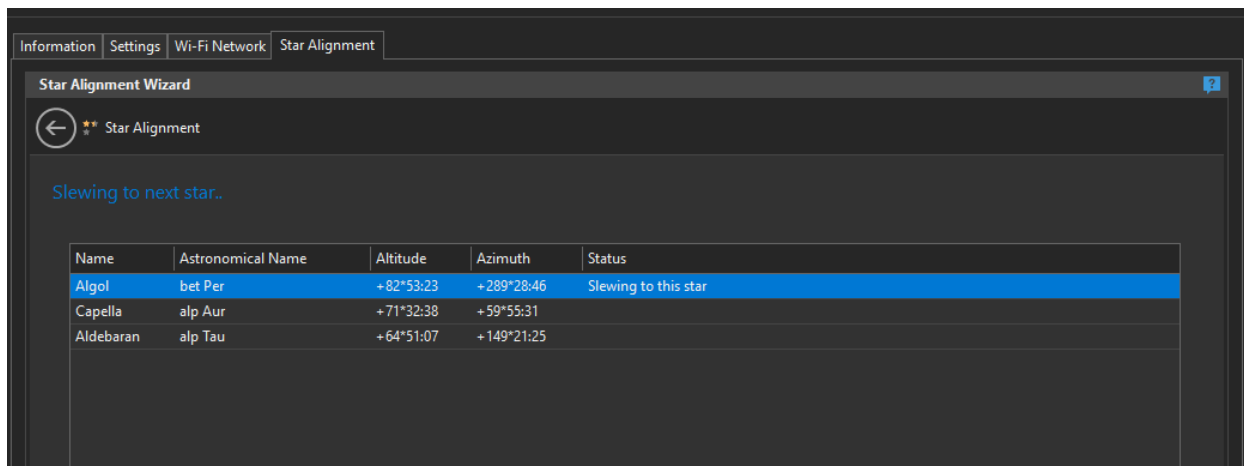 Information Settings Wi-Fi Network Star Alignment
Star Alignment Wizard ?
Star Alignment
Slewing to next star..
Name Astronomical Name Altitude Azimuth Status
Algol bet Per +82*53:23 +289*28:46 Slewing to this star
Capella alp Aur +71*32:38 +59*55:31
Aldebaran alp Tau +64*51:07 +149*21:25